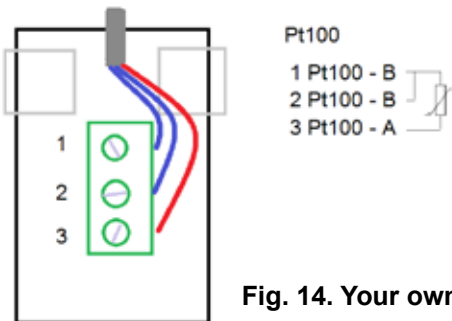 Pt100
1 Pt100 - B
2 Pt100 - B
3 Pt100 - A
1
2
3
Fig. 14. Your own